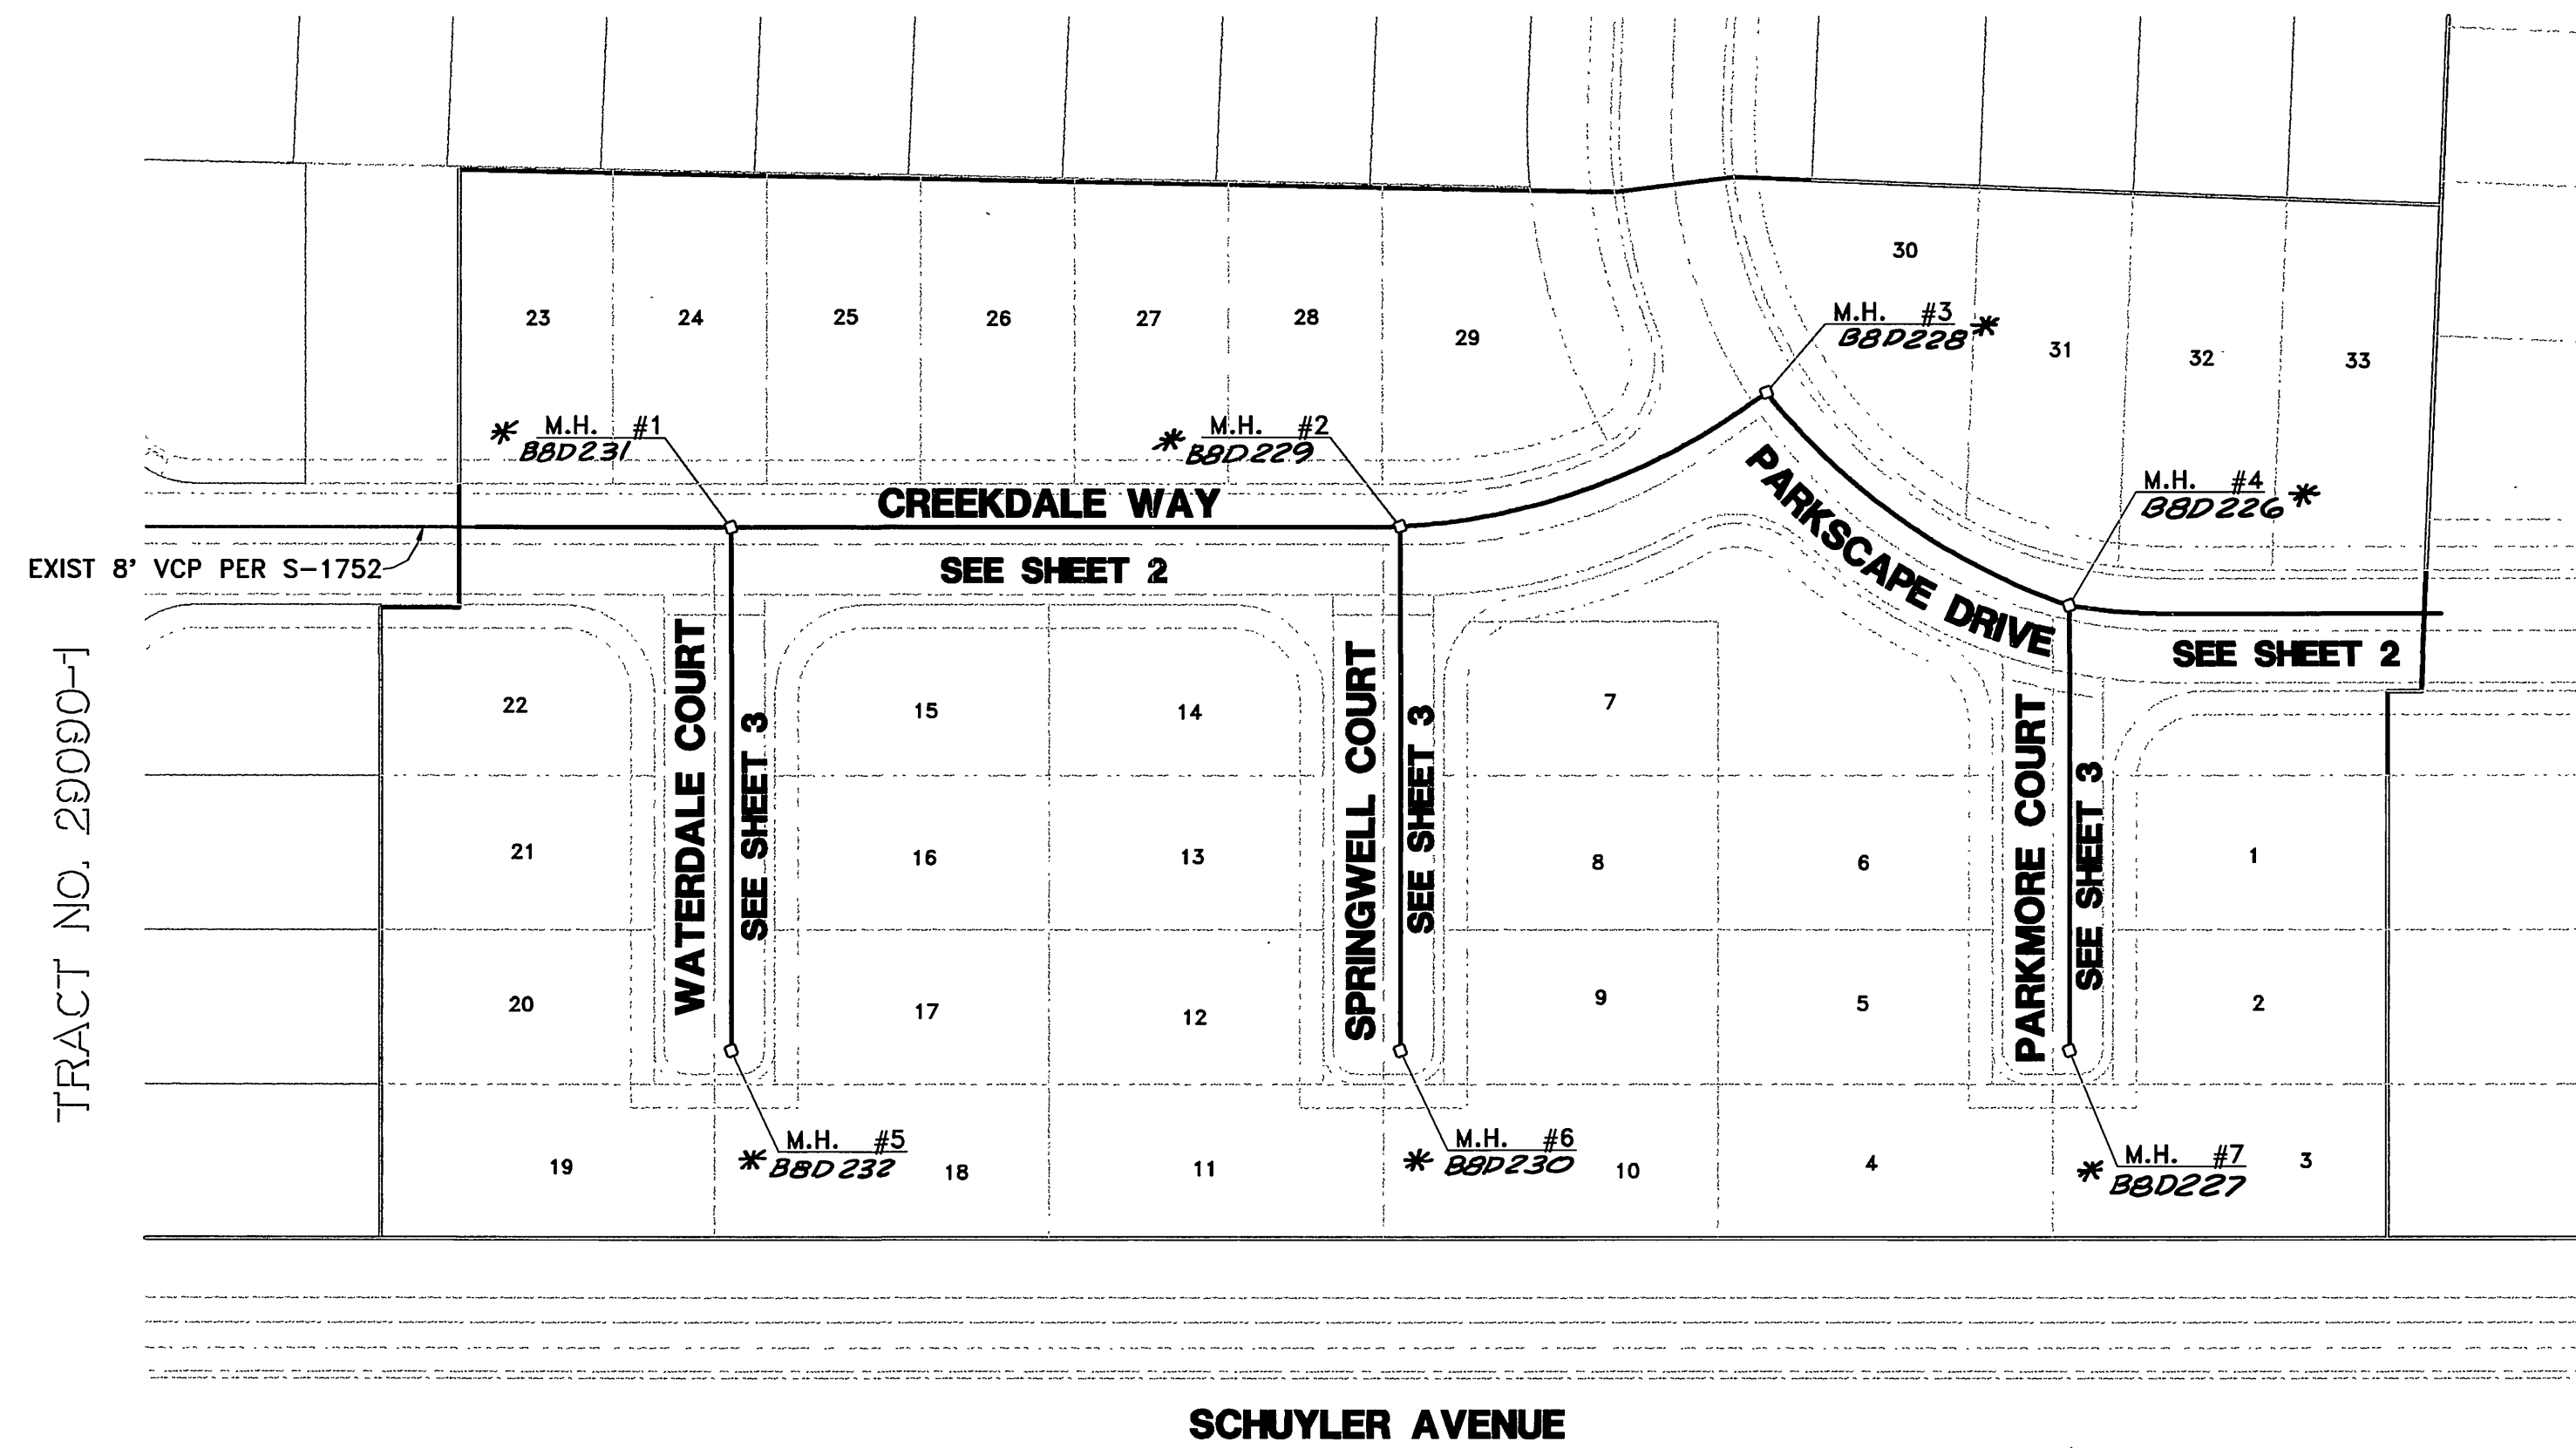 30
M.H. #3
B8D228 *
23
24
25
26
27
28
29
31
32
33
M.H. #1
* B8D231
M.H. #2
* B8D229
M.H. #4
B8D226 *
CREEKDALE WAY
PARKSCAPE DRIVE
EXIST 8' VCP PER S-1752
SEE SHEET 2
SEE SHEET 2
TRACT NO. 29090-1
WATERDALE COURT
SEE SHEET 3
SPRINGWELL COURT
SEE SHEET 3
PARKMORE COURT
SEE SHEET 3
22
15
14
7
21
16
13
8
6
1
20
17
12
9
5
2
19
M.H. #5
* B8D232
18
11
M.H. #6
* B8D230
10
4
M.H. #7
* B8D227
3
SCHUYLER AVENUE